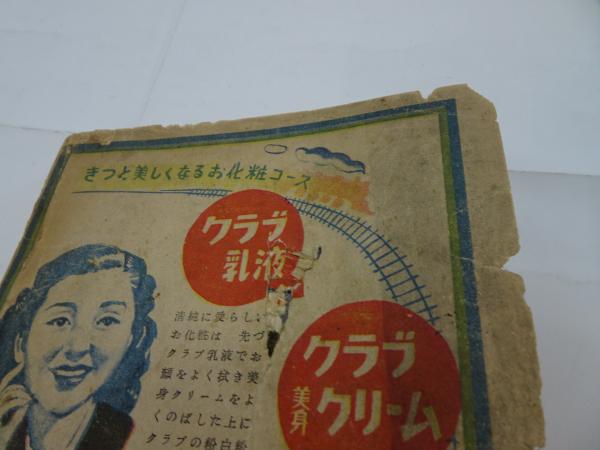 きつと美しくなるお化粧コース
クラブ
乳液
清純に愛らしい
お化粧は 先づ
クラブ乳液でお
顔をよく拭き美
身クリームをよ
くのばした上に
クラブの粉白粉
クラブ
美身
クリーム